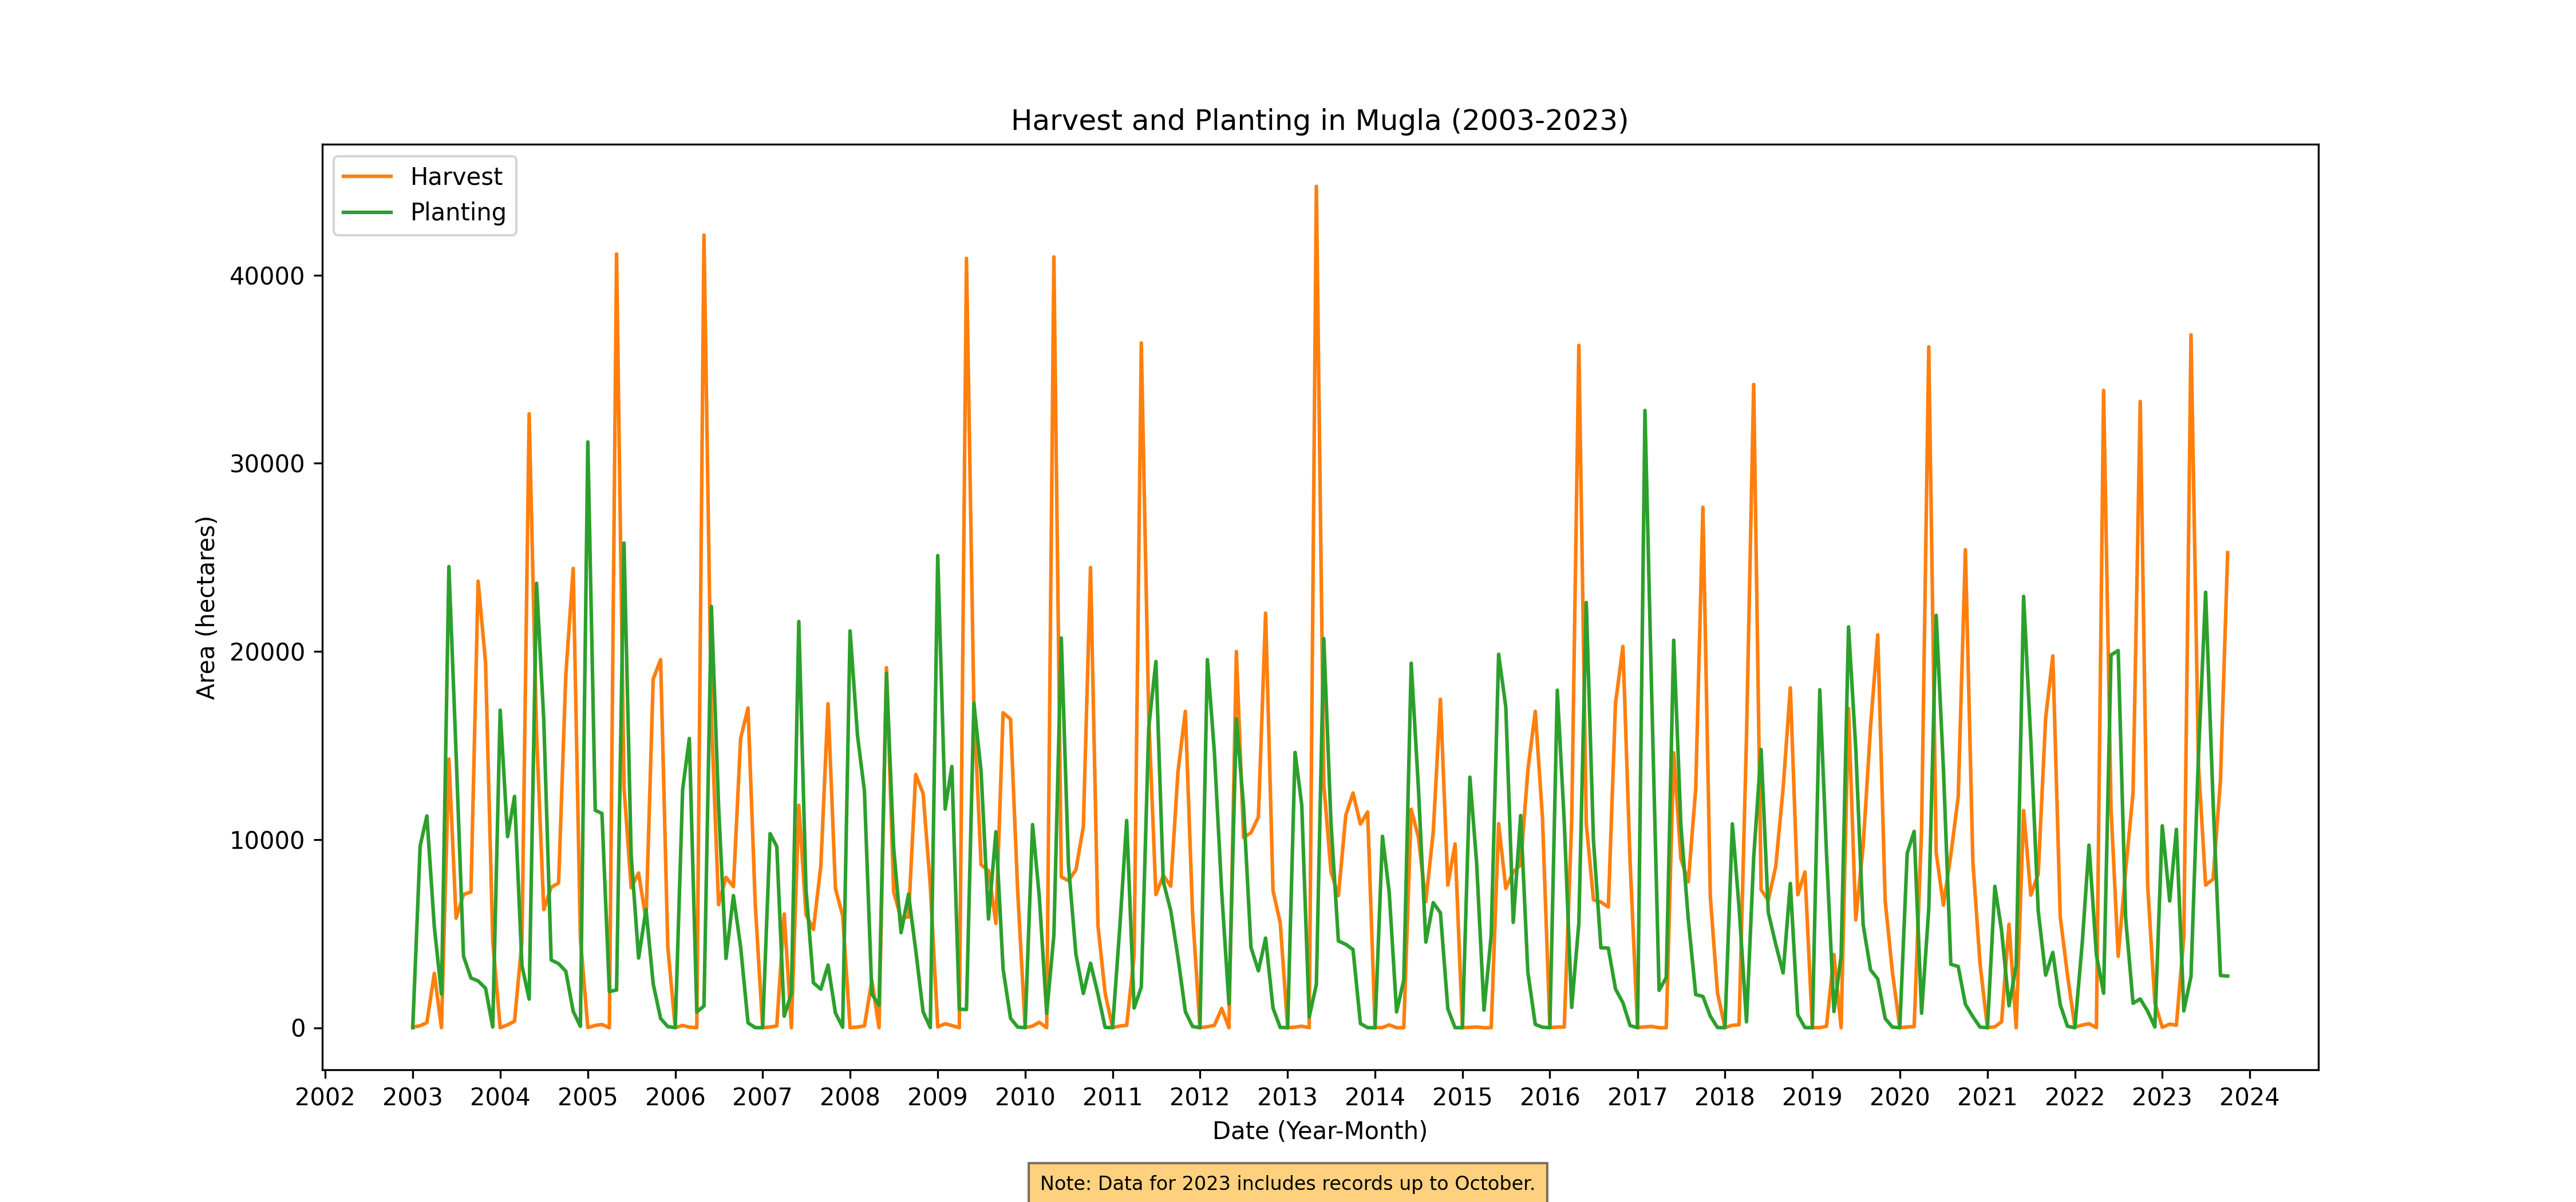 Harvest and Planting in Mugla (2003-2023)
Harvest
Planting
40000
30000
20000
10000
0
Area (hectares)
2002 2003 2004 2005 2006 2007 2008 2009 2010 2011 2012 2013 2014 2015 2016 2017 2018 2019 2020 2021 2022 2023 2024
Date (Year-Month)
Note: Data for 2023 includes records up to October.